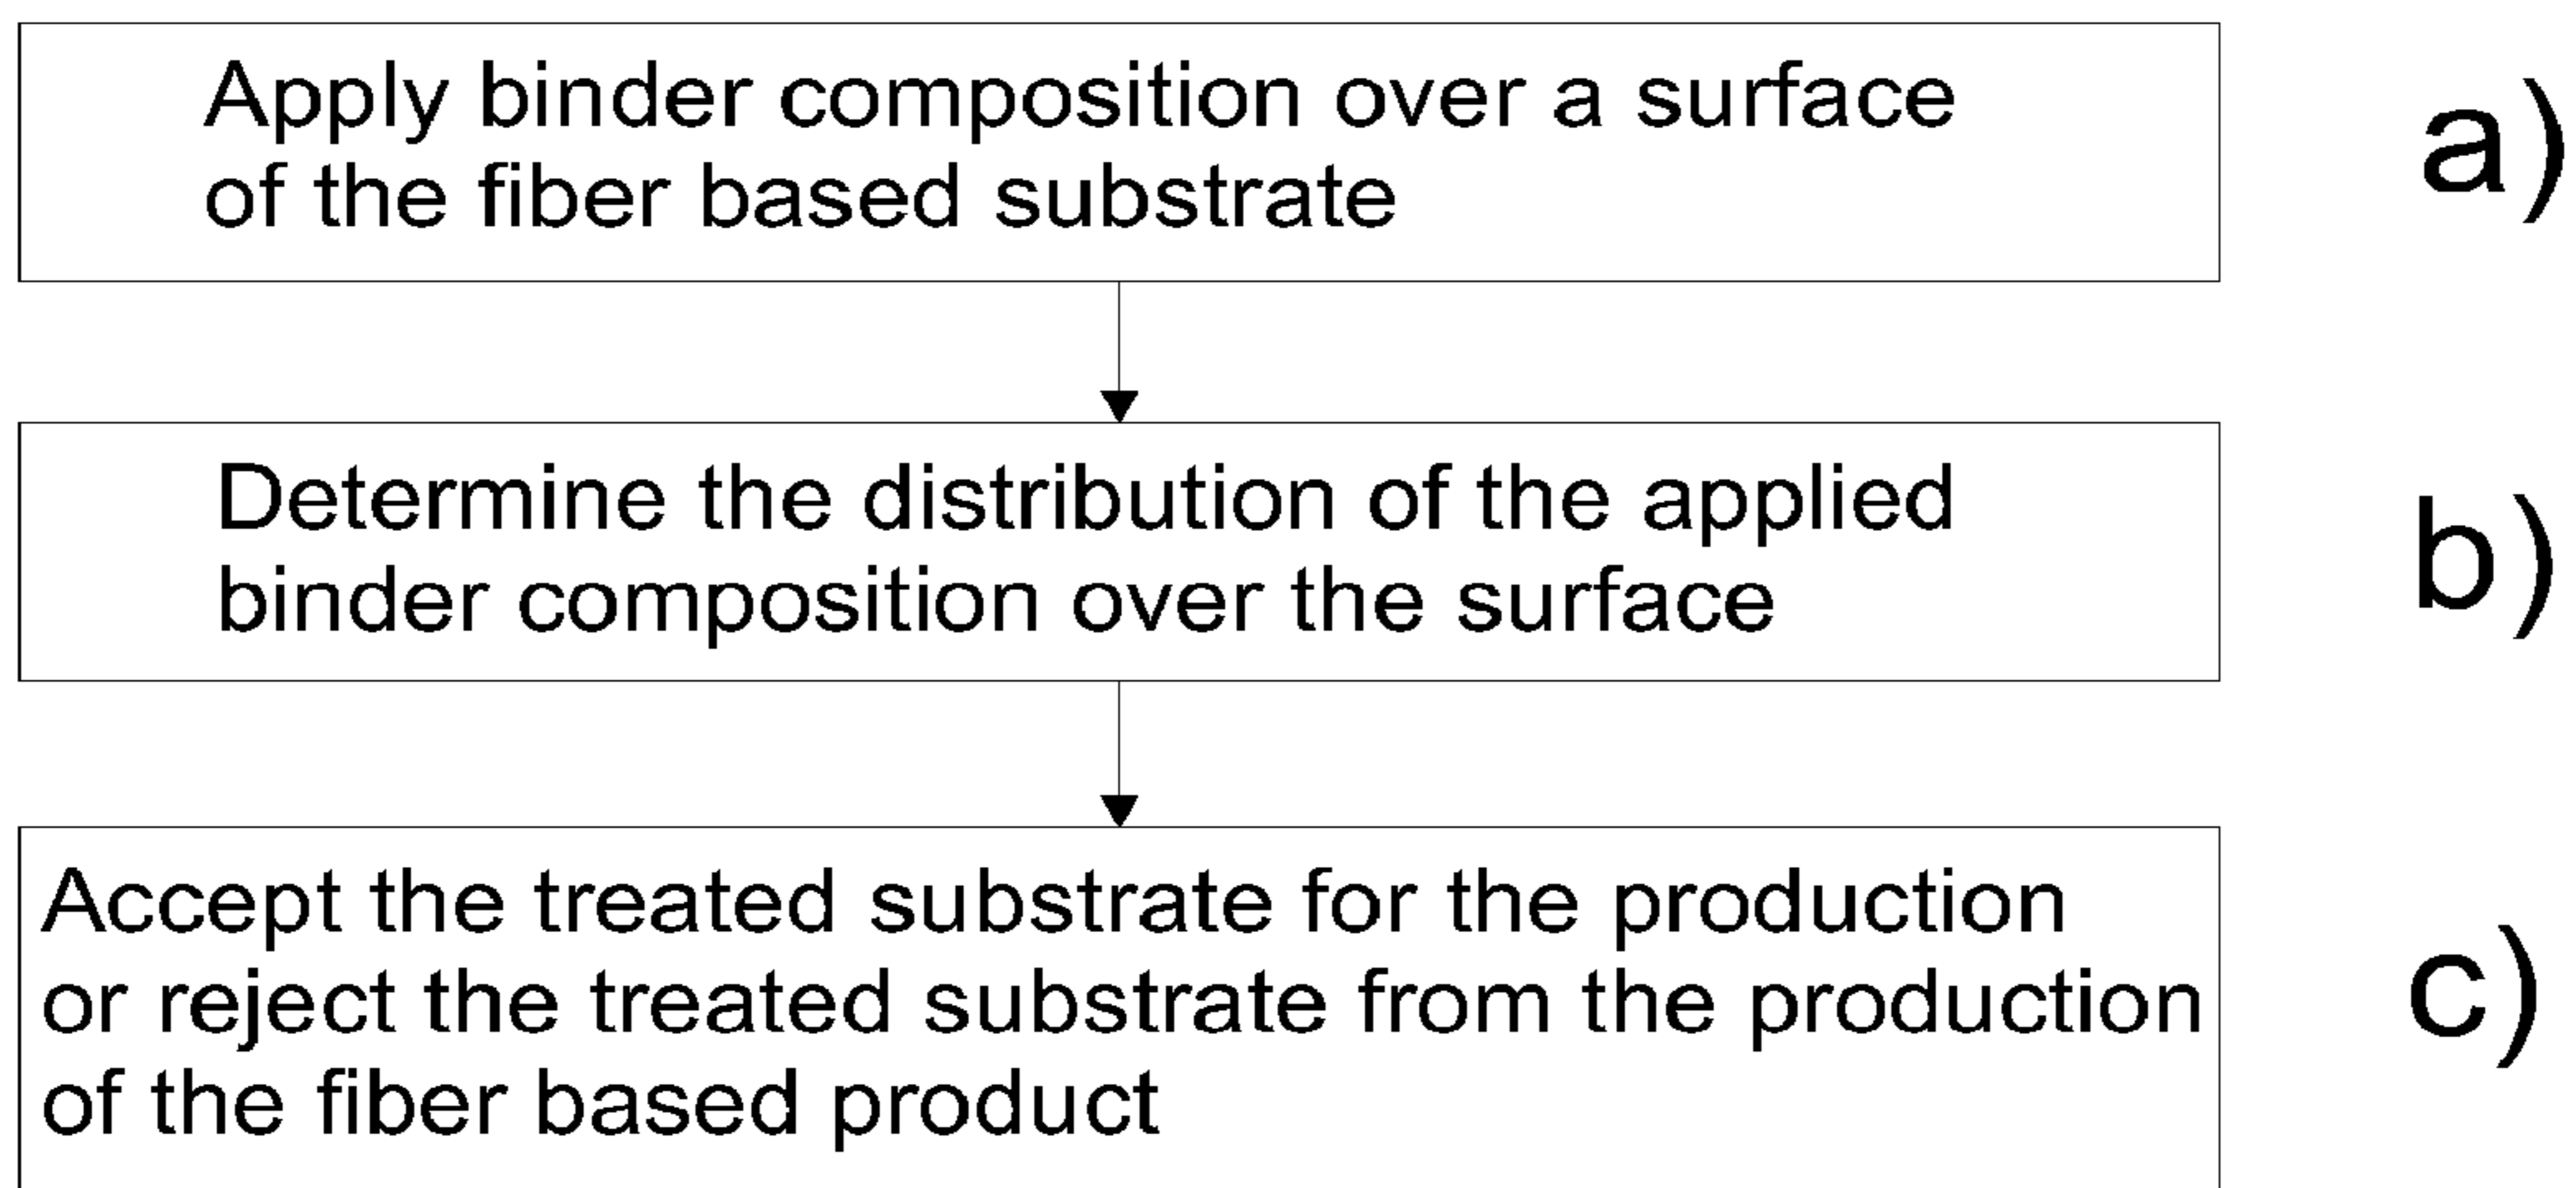 Apply binder composition over a surface
of the fiber based substrate
a)
Determine the distribution of the applied
binder composition over the surface
b)
Accept the treated substrate for the production
or reject the treated substrate from the production
of the fiber based product
c)